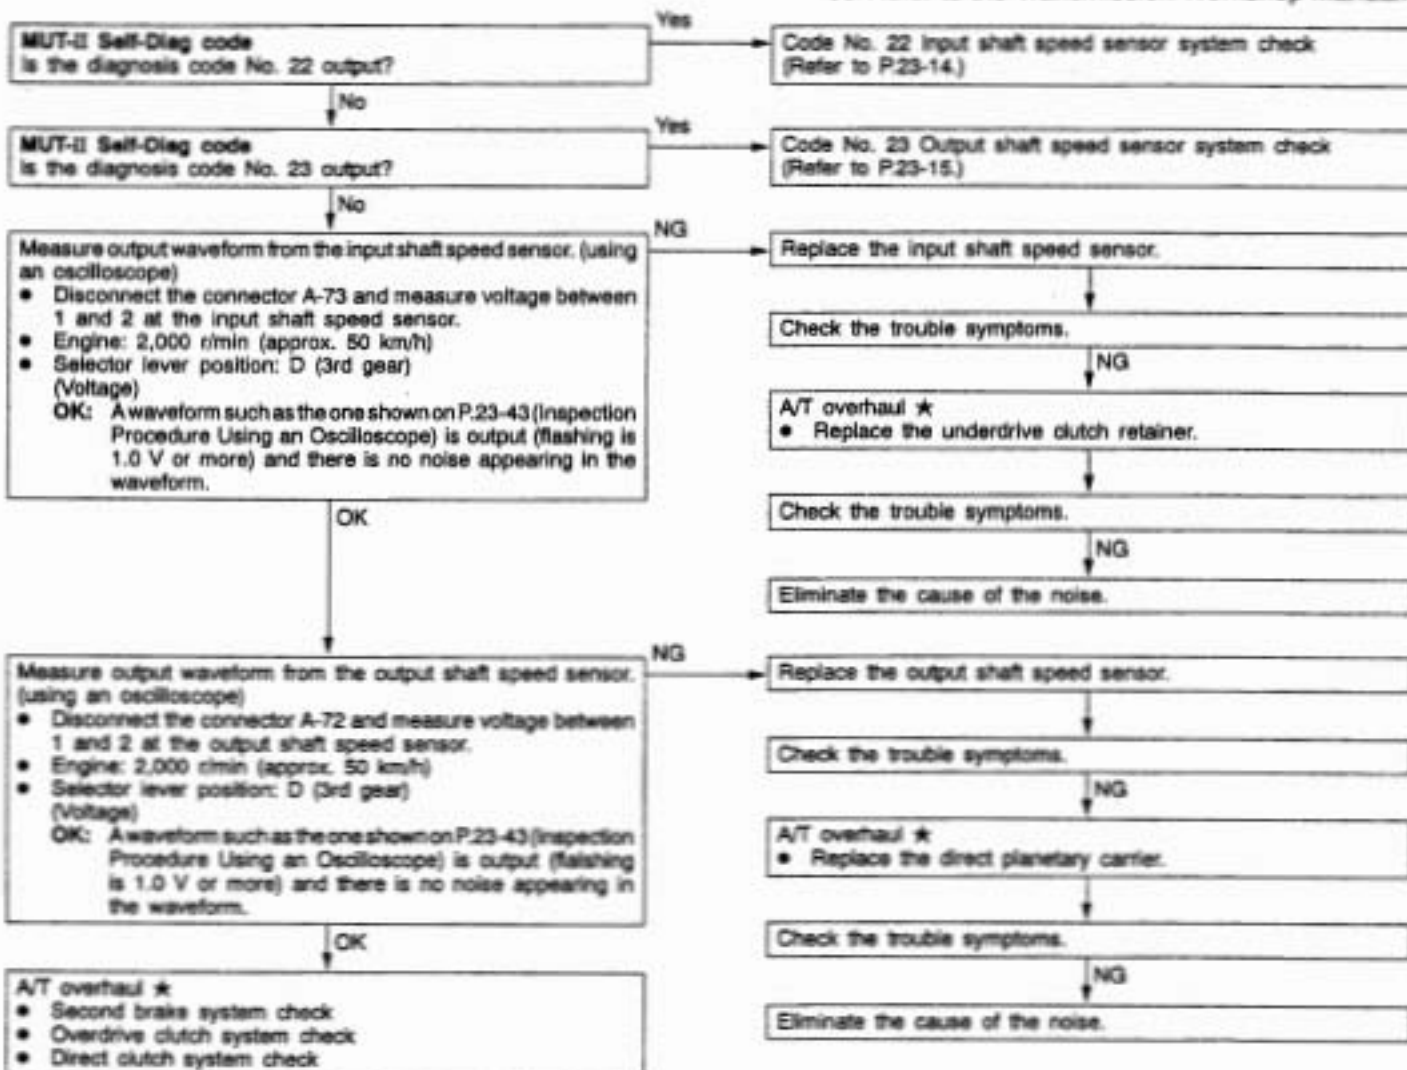 Yes
MUT-II Self-Diag code
Is the diagnosis code No. 22 output?
Code No. 22 Input shaft speed sensor system check
(Refer to P.23-14.)
No
Yes
MUT-II Self-Diag code
Is the diagnosis code No. 23 output?
Code No. 23 Output shaft speed sensor system check
(Refer to P.23-15.)
No
NG
Measure output waveform from the input shaft speed sensor. (using
an oscilloscope)
● Disconnect the connector A-73 and measure voltage between
1 and 2 at the input shaft speed sensor.
● Engine: 2,000 r/min (approx. 50 km/h)
● Selector lever position: D (3rd gear)
(Voltage)
OK: A waveform such as the one shown on P.23-43 (Inspection
Procedure Using an Oscilloscope) is output (flashing is
1.0 V or more) and there is no noise appearing in the
waveform.
Replace the input shaft speed sensor.
Check the trouble symptoms.
NG
A/T overhaul ★
● Replace the underdrive clutch retainer.
Check the trouble symptoms.
NG
Eliminate the cause of the noise.
OK
NG
Measure output waveform from the output shaft speed sensor.
(using an oscilloscope)
● Disconnect the connector A-72 and measure voltage between
1 and 2 at the output shaft speed sensor.
● Engine: 2,000 r/min (approx. 50 km/h)
● Selector lever position: D (3rd gear)
(Voltage)
OK: A waveform such as the one shown on P.23-43 (Inspection
Procedure Using an Oscilloscope) is output (flalshing
is 1.0 V or more) and there is no noise appearing in
the waveform.
Replace the output shaft speed sensor.
Check the trouble symptoms.
NG
A/T overhaul ★
● Replace the direct planetary carrier.
Check the trouble symptoms.
NG
Eliminate the cause of the noise.
OK
A/T overhaul ★
● Second brake system check
● Overdrive clutch system check
● Direct clutch system check